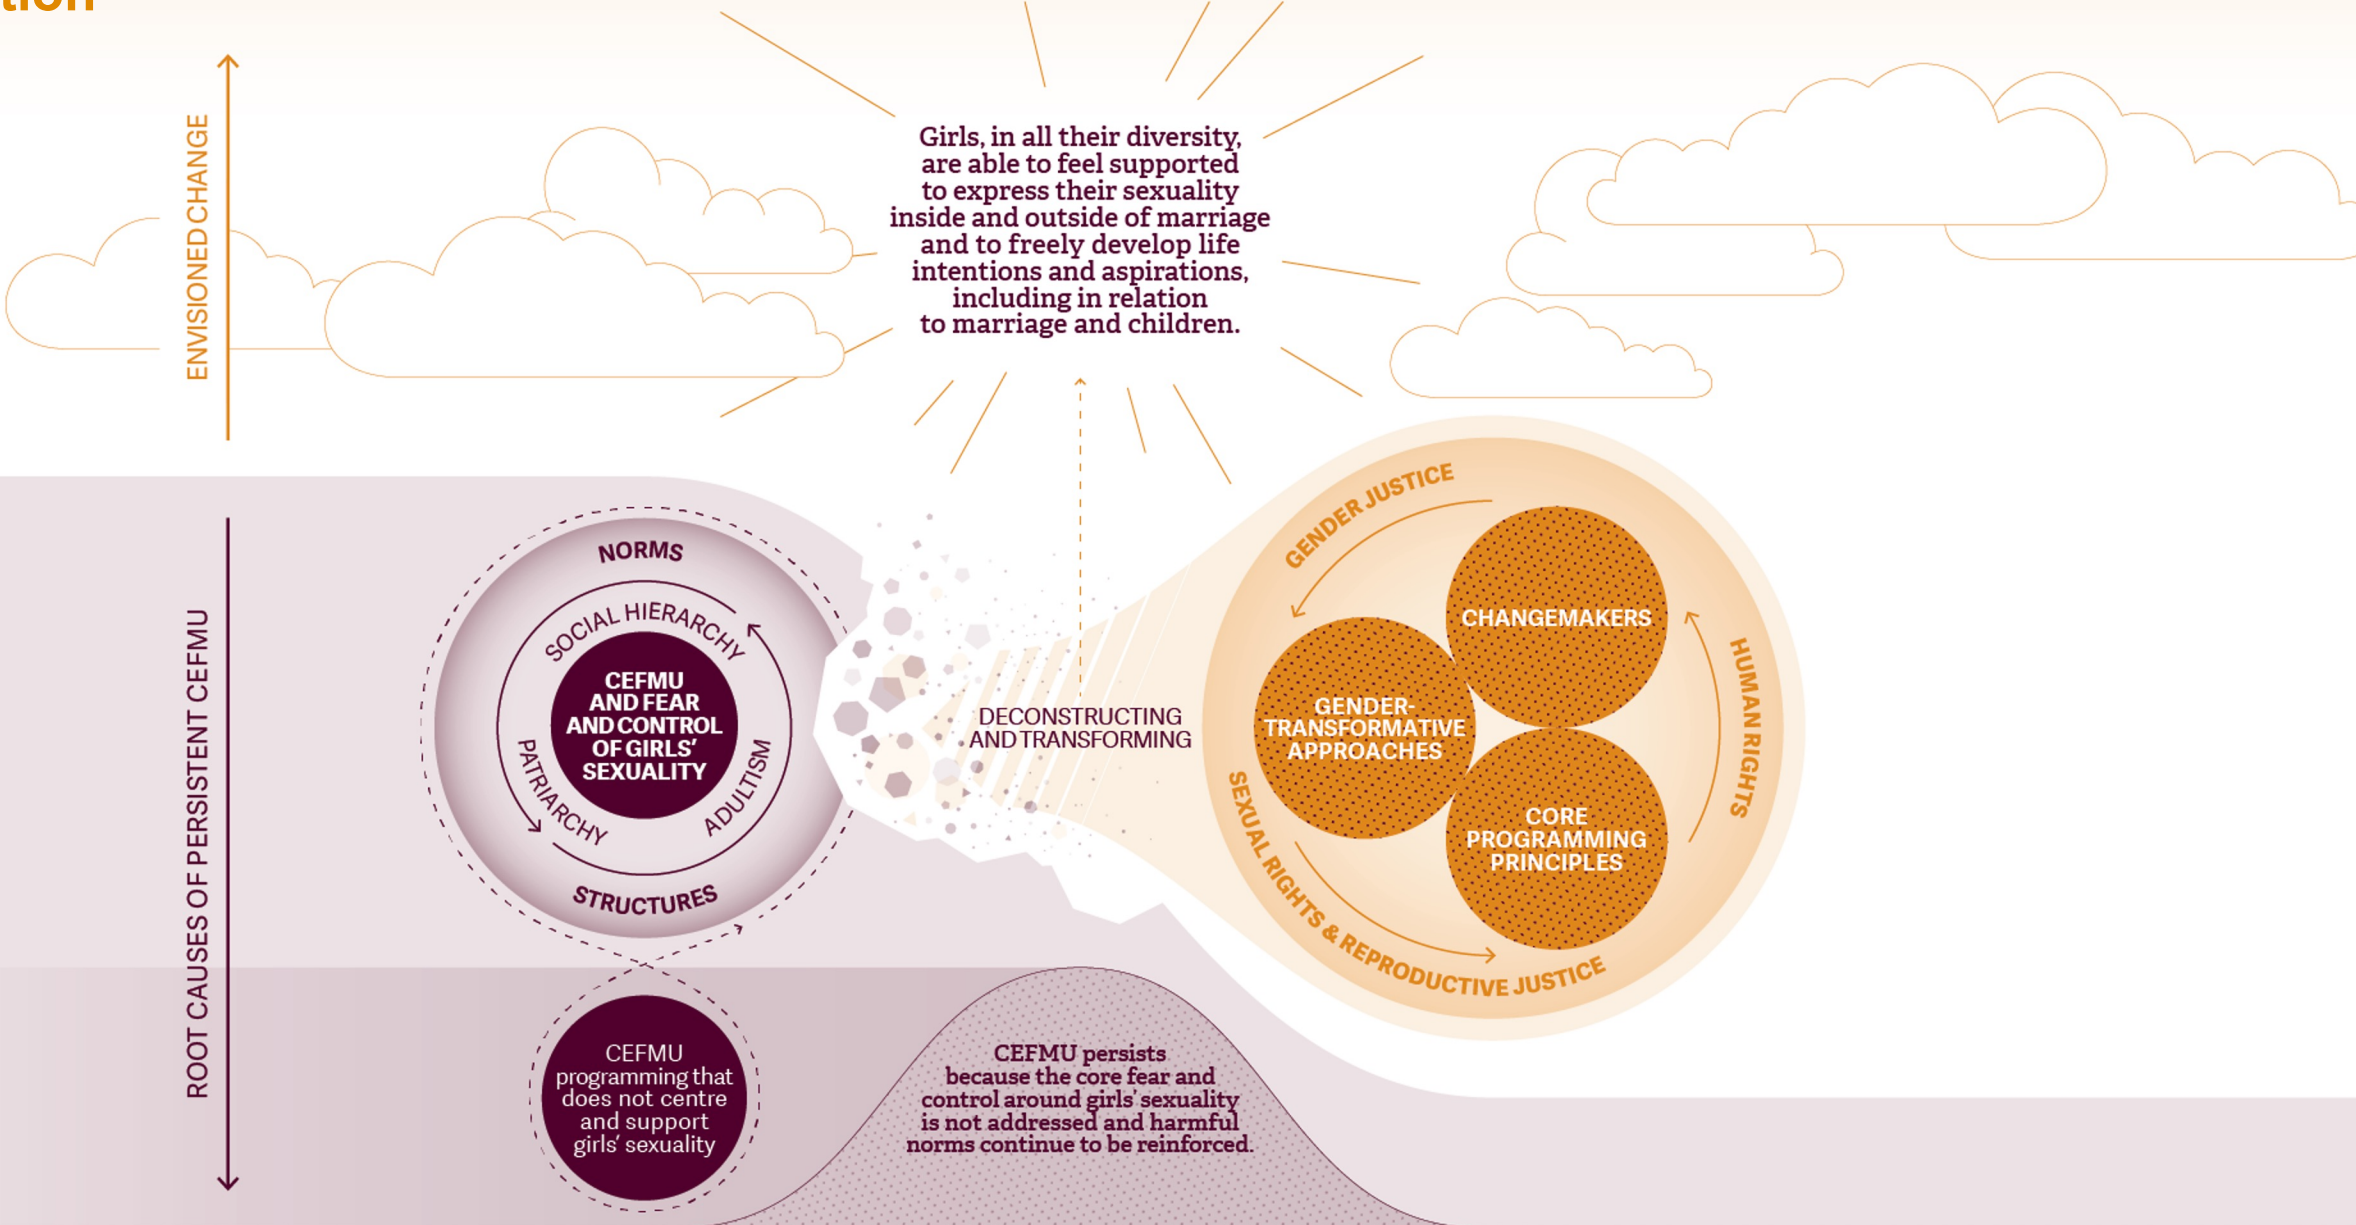 tion
ENVISIONED CHANGE
Girls, in all their diversity,
are able to feel supported
to express their sexuality
inside and outside of marriage
and to freely develop life
intentions and aspirations,
including in relation
to marriage and children.
ROOT CAUSES OF PERSISTENT CEFMU
NORMS
SOCIAL HIERARCHY
CEFMU
AND FEAR
AND CONTROL
OF GIRLS’
SEXUALITY
PATRIARCHY
ADULTISM
STRUCTURES
DECONSTRUCTING
AND TRANSFORMING
GENDER JUSTICE
CHANGEMAKERS
GENDER-
TRANSFORMATIVE
APPROACHES
HUMAN RIGHTS
CORE
PROGRAMMING
PRINCIPLES
SEXUAL RIGHTS & REPRODUCTIVE JUSTICE
CEFMU
programming that
does not centre
and support
girls’ sexuality
CEFMU persists
because the core fear and
control around girls’ sexuality
is not addressed and harmful
norms continue to be reinforced.